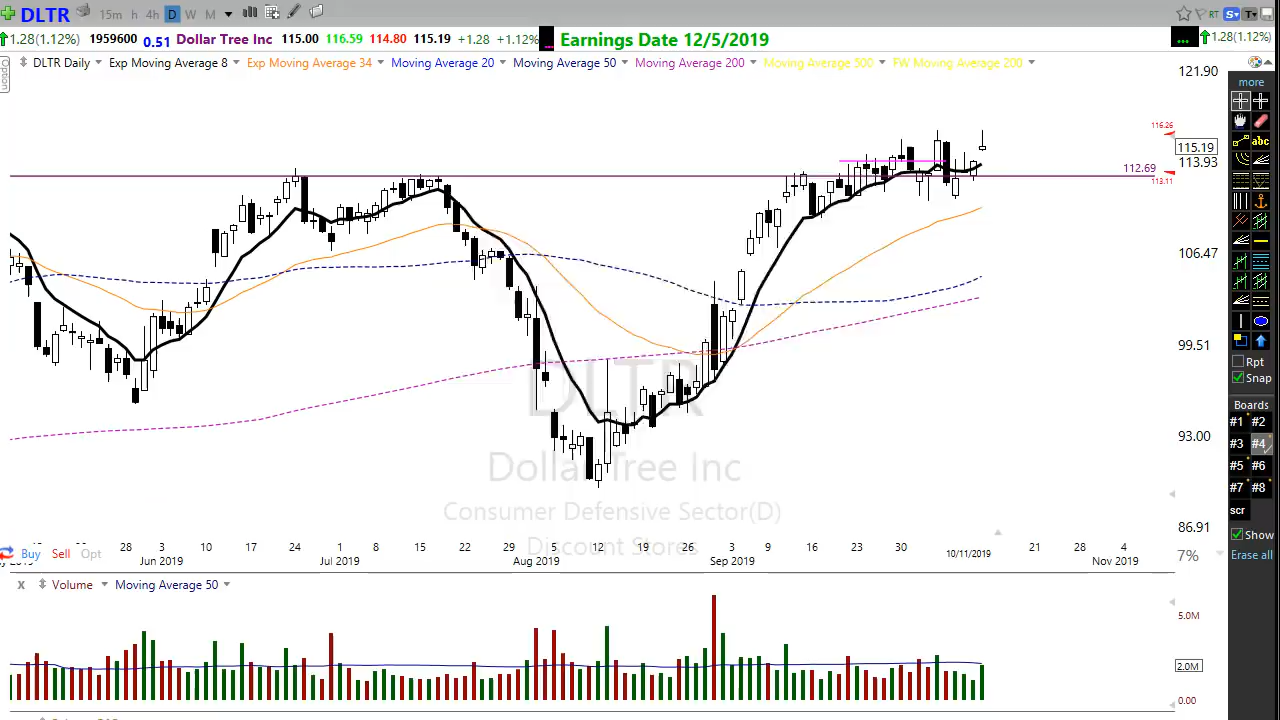 DLTR 15m h 4h D W M RT S T
1.28(1.12%) 1959600 0.51 Dollar Tree Inc 115.00 116.59 114.80 115.19 +1.28 +1.12% ... Earnings Date 12/5/2019 ... 1.28(1.12%)
DLTR Daily Exp Moving Average 8 Exp Moving Average 34 Moving Average 20 Moving Average 50 Moving Average 200 Moving Average 500 FW Moving Average 200
Option
121.90
116.26
115.19
113.93
112.69
113.11
106.47
99.51
93.00
86.91
7%
DLTR
Dollar Tree Inc
Consumer Defensive Sector(D)
Discount Stores
28 3 10 17 24 1 8 15 22 29 5 12 19 26 3 9 16 23 30 10/11/2019 21 28 4
Jun 2019 Jul 2019 Aug 2019 Sep 2019 Nov 2019
Buy Sell Opt
x Volume Moving Average 50
5.0M
2.0M
0.00
more
abc
Rpt
Snap
Boards
#1 #2
#3 #4
#5 #6
#7 #8
scr
Show
Erase all